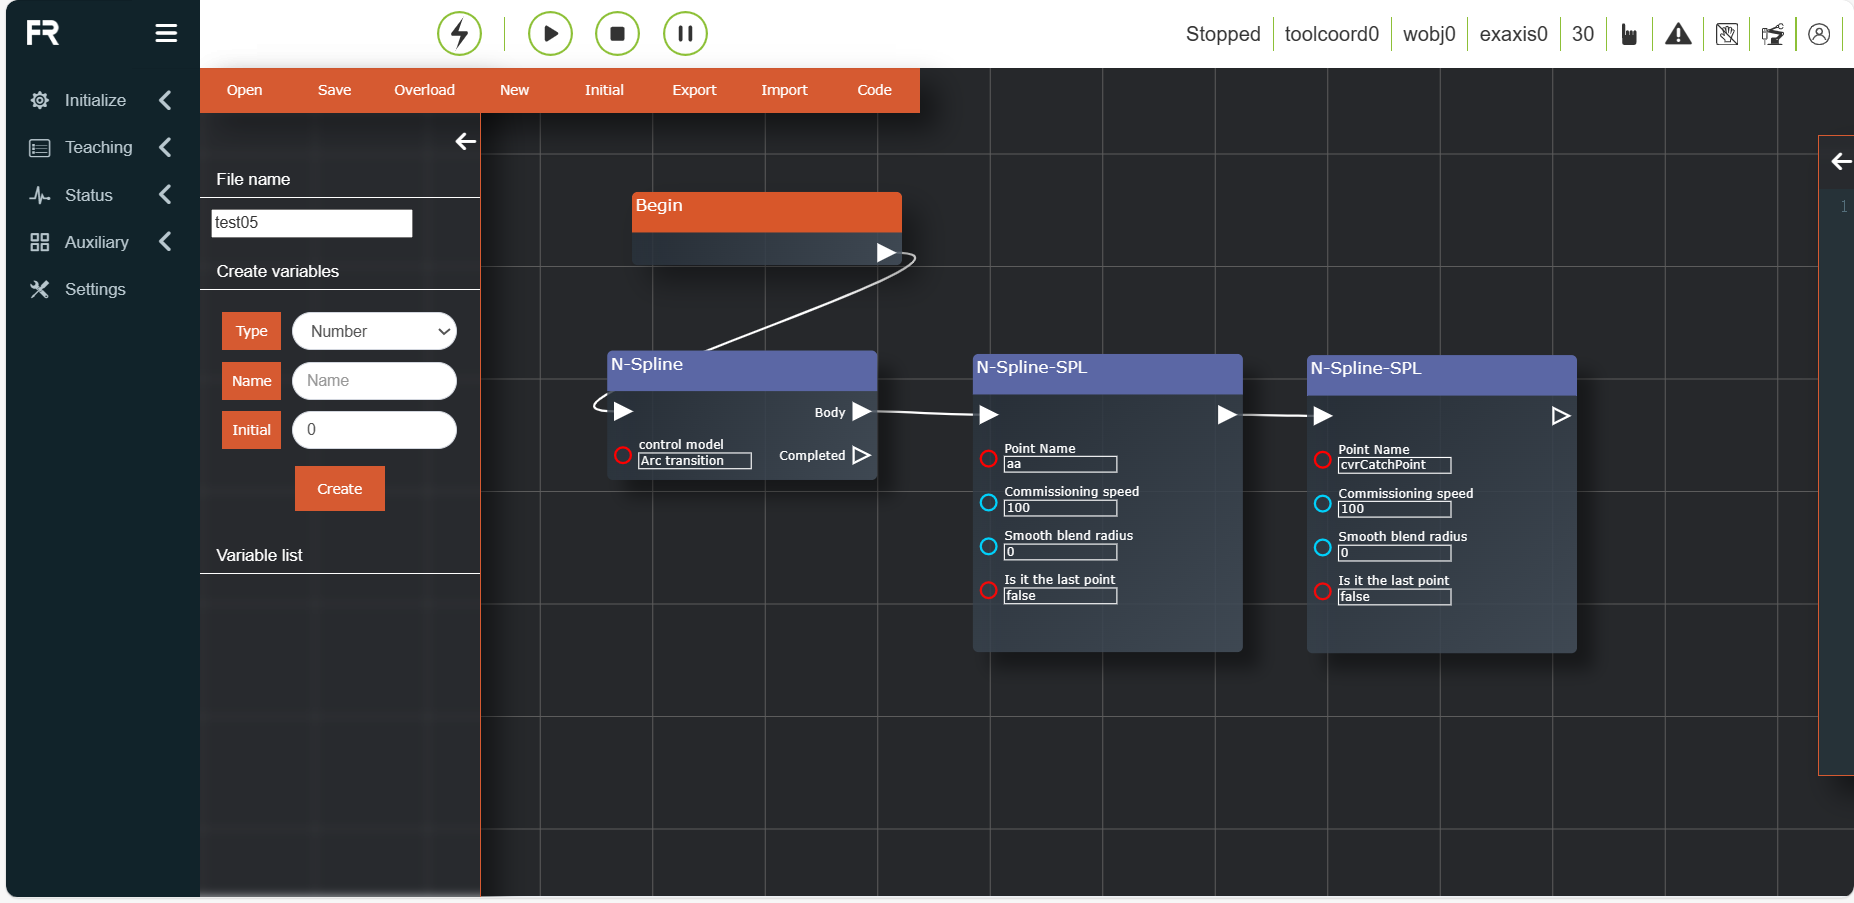 FR
Stopped
toolcoord0
wobj0
exaxis0
30
Initialize
Teaching
Status
Auxiliary
Settings
Open
Save
Overload
New
Initial
Export
Import
Code
File name
test05
Create variables
Type
Number
Name
Name
Initial
0
Create
Variable list
Begin
N-Spline
Body
control model
Arc transition
Completed
N-Spline-SPL
Point Name
aa
Commissioning speed
100
Smooth blend radius
0
Is it the last point
false
N-Spline-SPL
Point Name
cvrCatchPoint
Commissioning speed
100
Smooth blend radius
0
Is it the last point
false
1